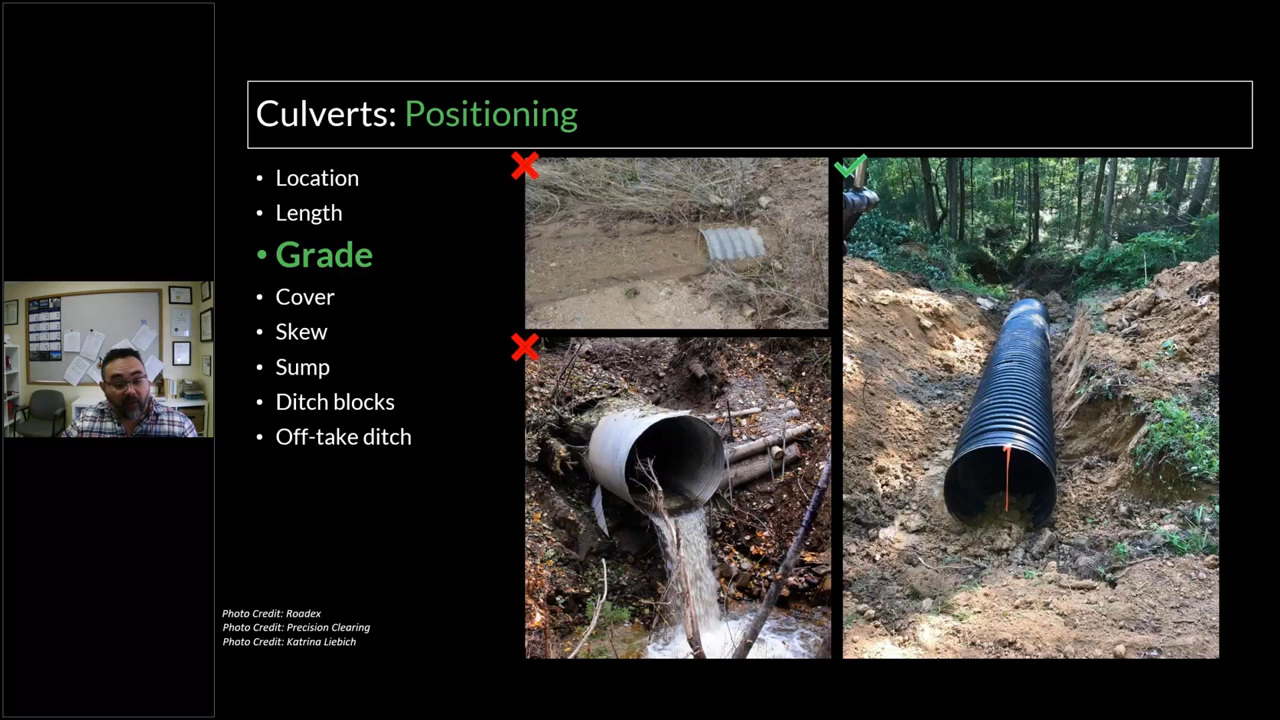 Culverts: Positioning
• Location
• Length
• Grade
• Cover
• Skew
• Sump
• Ditch blocks
• Off-take ditch
Photo Credit: Roadex
Photo Credit: Precision Clearing
Photo Credit: Katrina Liebich